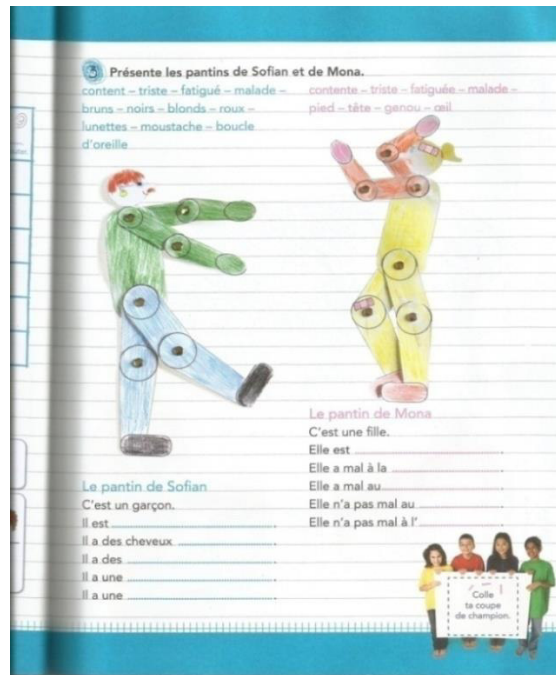 3 Présente les pantins de Sofian et de Mona.
content – triste – fatigué – malade –
bruns – noirs – blonds – roux –
lunettes – moustache – boucle
d'oreille
contente – triste – fatiguée – malade –
pied – tête – genou – œil
Le pantin de Sofian
C'est un garçon.
Il est .
Il a des cheveux .
Il a des .
Il a une .
Il a une .
Le pantin de Mona
C'est une fille.
Elle est .
Elle a mal à la .
Elle a mal au .
Elle n'a pas mal au .
Elle n'a pas mal à l' .
Colle
ta coupe
de champion.